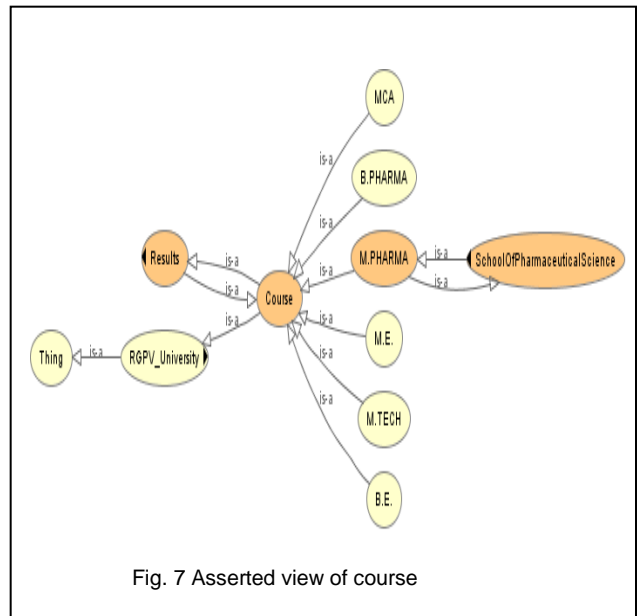 MCA
is-a
B.PHARMA
is-a
Results
is-a
M.PHARMA
is-a
SchoolOfPharmaceuticalScience
is-a
is-a
is-a
Course
is-a
Thing
is-a
RGPV_University
is-a
M.E.
is-a
is-a
M.TECH
is-a
B.E.
Fig. 7 Asserted view of course